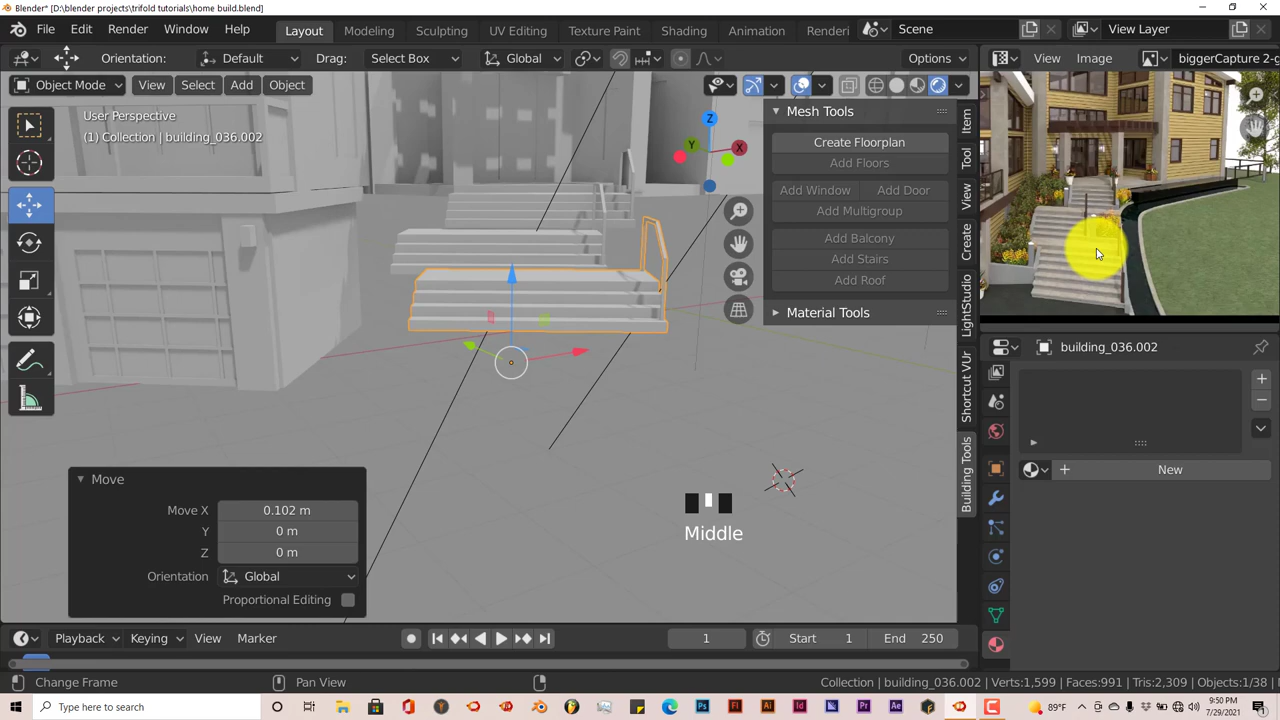 Blender* [D:\blender projects\trifold tutorials\home build.blend]
File Edit Render Window Help Layout Modeling Sculpting UV Editing Texture Paint Shading Animation Renderi Scene View Layer
Orientation: Default Drag: Select Box Global Options View Image biggerCapture 2-g
Object Mode View Select Add Object
User Perspective
(1) Collection | building_036.002
Z
Y
X
Mesh Tools
Create Floorplan
Add Floors
Add Window Add Door
Add Multigroup
Add Balcony
Add Stairs
Add Roof
Material Tools
Item
Tool
View
Create
LightStudio
Shortcut VUr
Building Tools
building_036.002
New
Move
Move X 0.102 m
Y 0 m
Z 0 m
Orientation Global
Proportional Editing
Middle
Playback Keying View Marker 1 Start 1 End 250
Change Frame Pan View Collection | building_036.002 | Verts:1,599 | Faces:991 | Tris:2,309 | Objects:1/38
Type here to search 89°F 9:50 PM
7/29/2021